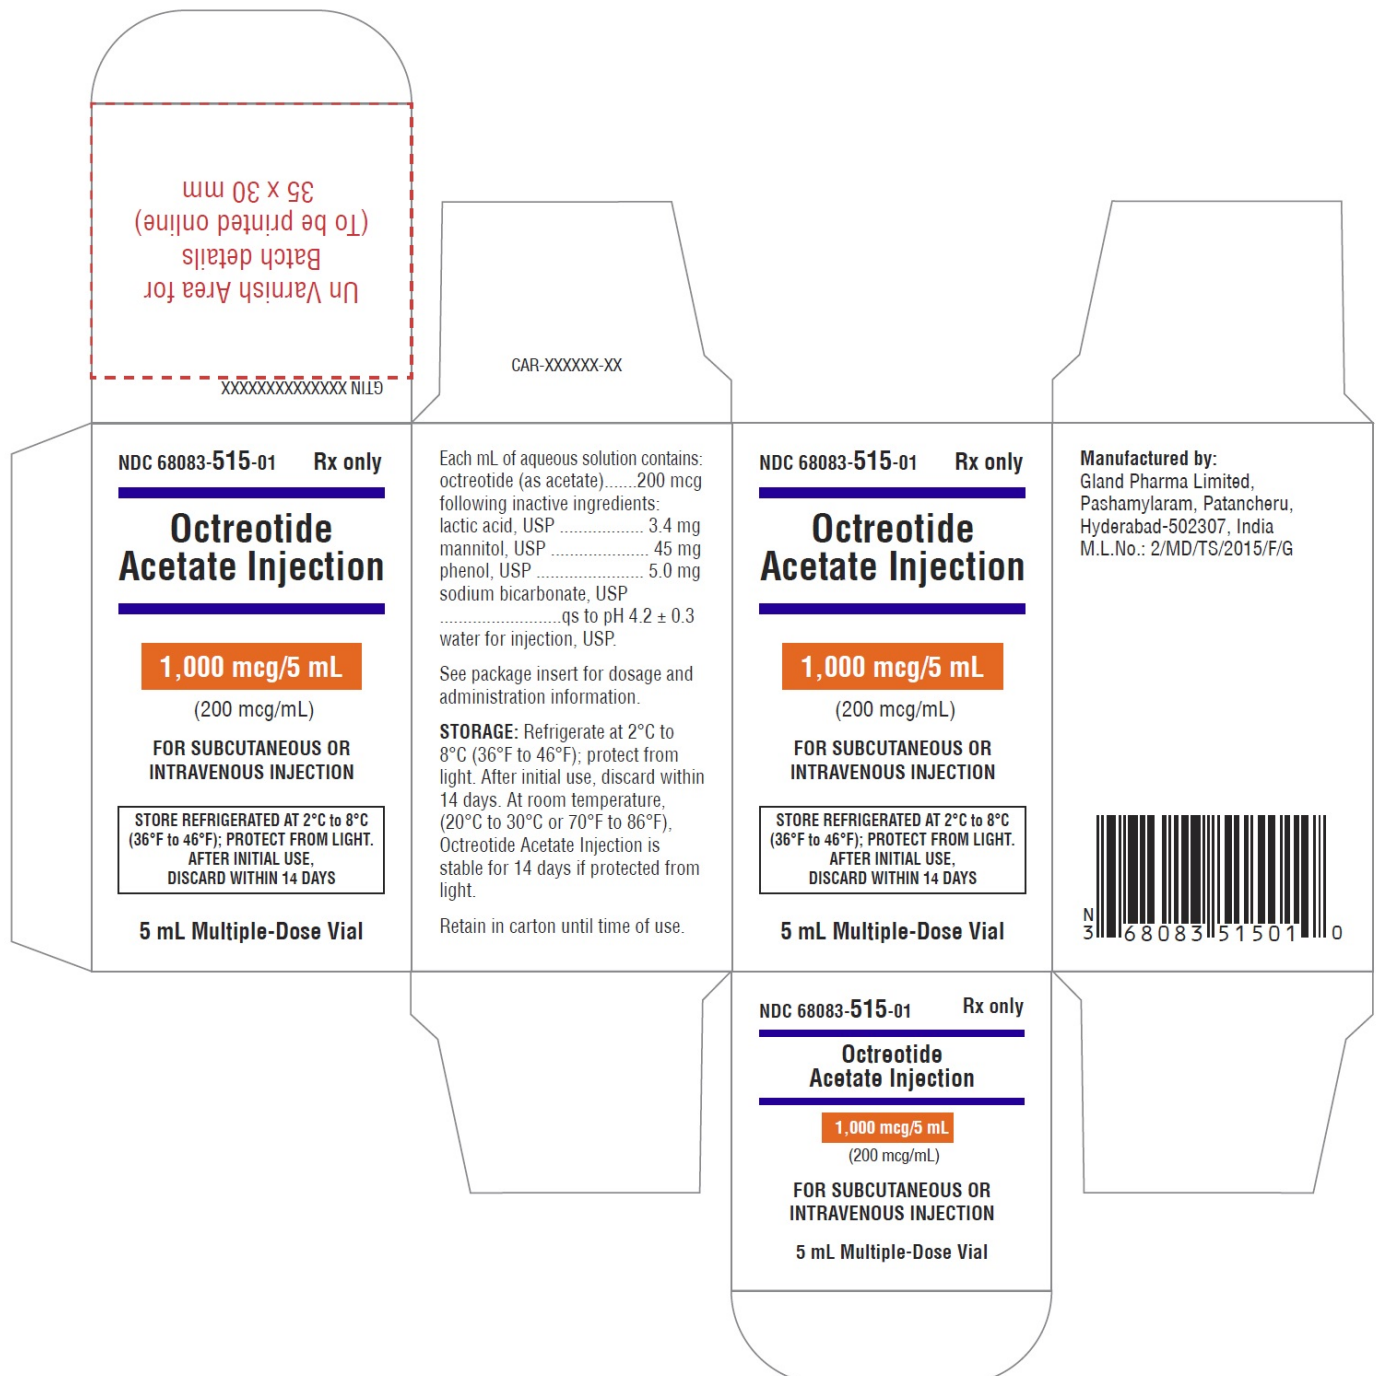 Un Varnish Area for
Batch details
(To be printed online)
35 x 30 mm
GTIN XXXXXXXXXXXXXX
CAR-XXXXXX-XX
NDC 68083-515-01 Rx only
Octreotide
Acetate Injection
1,000 mcg/5 mL
(200 mcg/mL)
FOR SUBCUTANEOUS OR
INTRAVENOUS INJECTION
STORE REFRIGERATED AT 2°C to 8°C
(36°F to 46°F); PROTECT FROM LIGHT.
AFTER INITIAL USE,
DISCARD WITHIN 14 DAYS
5 mL Multiple-Dose Vial
Each mL of aqueous solution contains:
octreotide (as acetate).......200 mcg
following inactive ingredients:
lactic acid, USP .................. 3.4 mg
mannitol, USP ..................... 45 mg
phenol, USP ....................... 5.0 mg
sodium bicarbonate, USP
..........................qs to pH 4.2 ± 0.3
water for injection, USP.
See package insert for dosage and
administration information.
STORAGE: Refrigerate at 2°C to
8°C (36°F to 46°F); protect from
light. After initial use, discard within
14 days. At room temperature,
(20°C to 30°C or 70°F to 86°F),
Octreotide Acetate Injection is
stable for 14 days if protected from
light.
Retain in carton until time of use.
NDC 68083-515-01 Rx only
Octreotide
Acetate Injection
1,000 mcg/5 mL
(200 mcg/mL)
FOR SUBCUTANEOUS OR
INTRAVENOUS INJECTION
STORE REFRIGERATED AT 2°C to 8°C
(36°F to 46°F); PROTECT FROM LIGHT.
AFTER INITIAL USE,
DISCARD WITHIN 14 DAYS
5 mL Multiple-Dose Vial
Manufactured by:
Gland Pharma Limited,
Pashamylaram, Patancheru,
Hyderabad-502307, India
M.L.No.: 2/MD/TS/2015/F/G
N
3 68083 51501 0
NDC 68083-515-01 Rx only
Octreotide
Acetate Injection
1,000 mcg/5 mL
(200 mcg/mL)
FOR SUBCUTANEOUS OR
INTRAVENOUS INJECTION
5 mL Multiple-Dose Vial